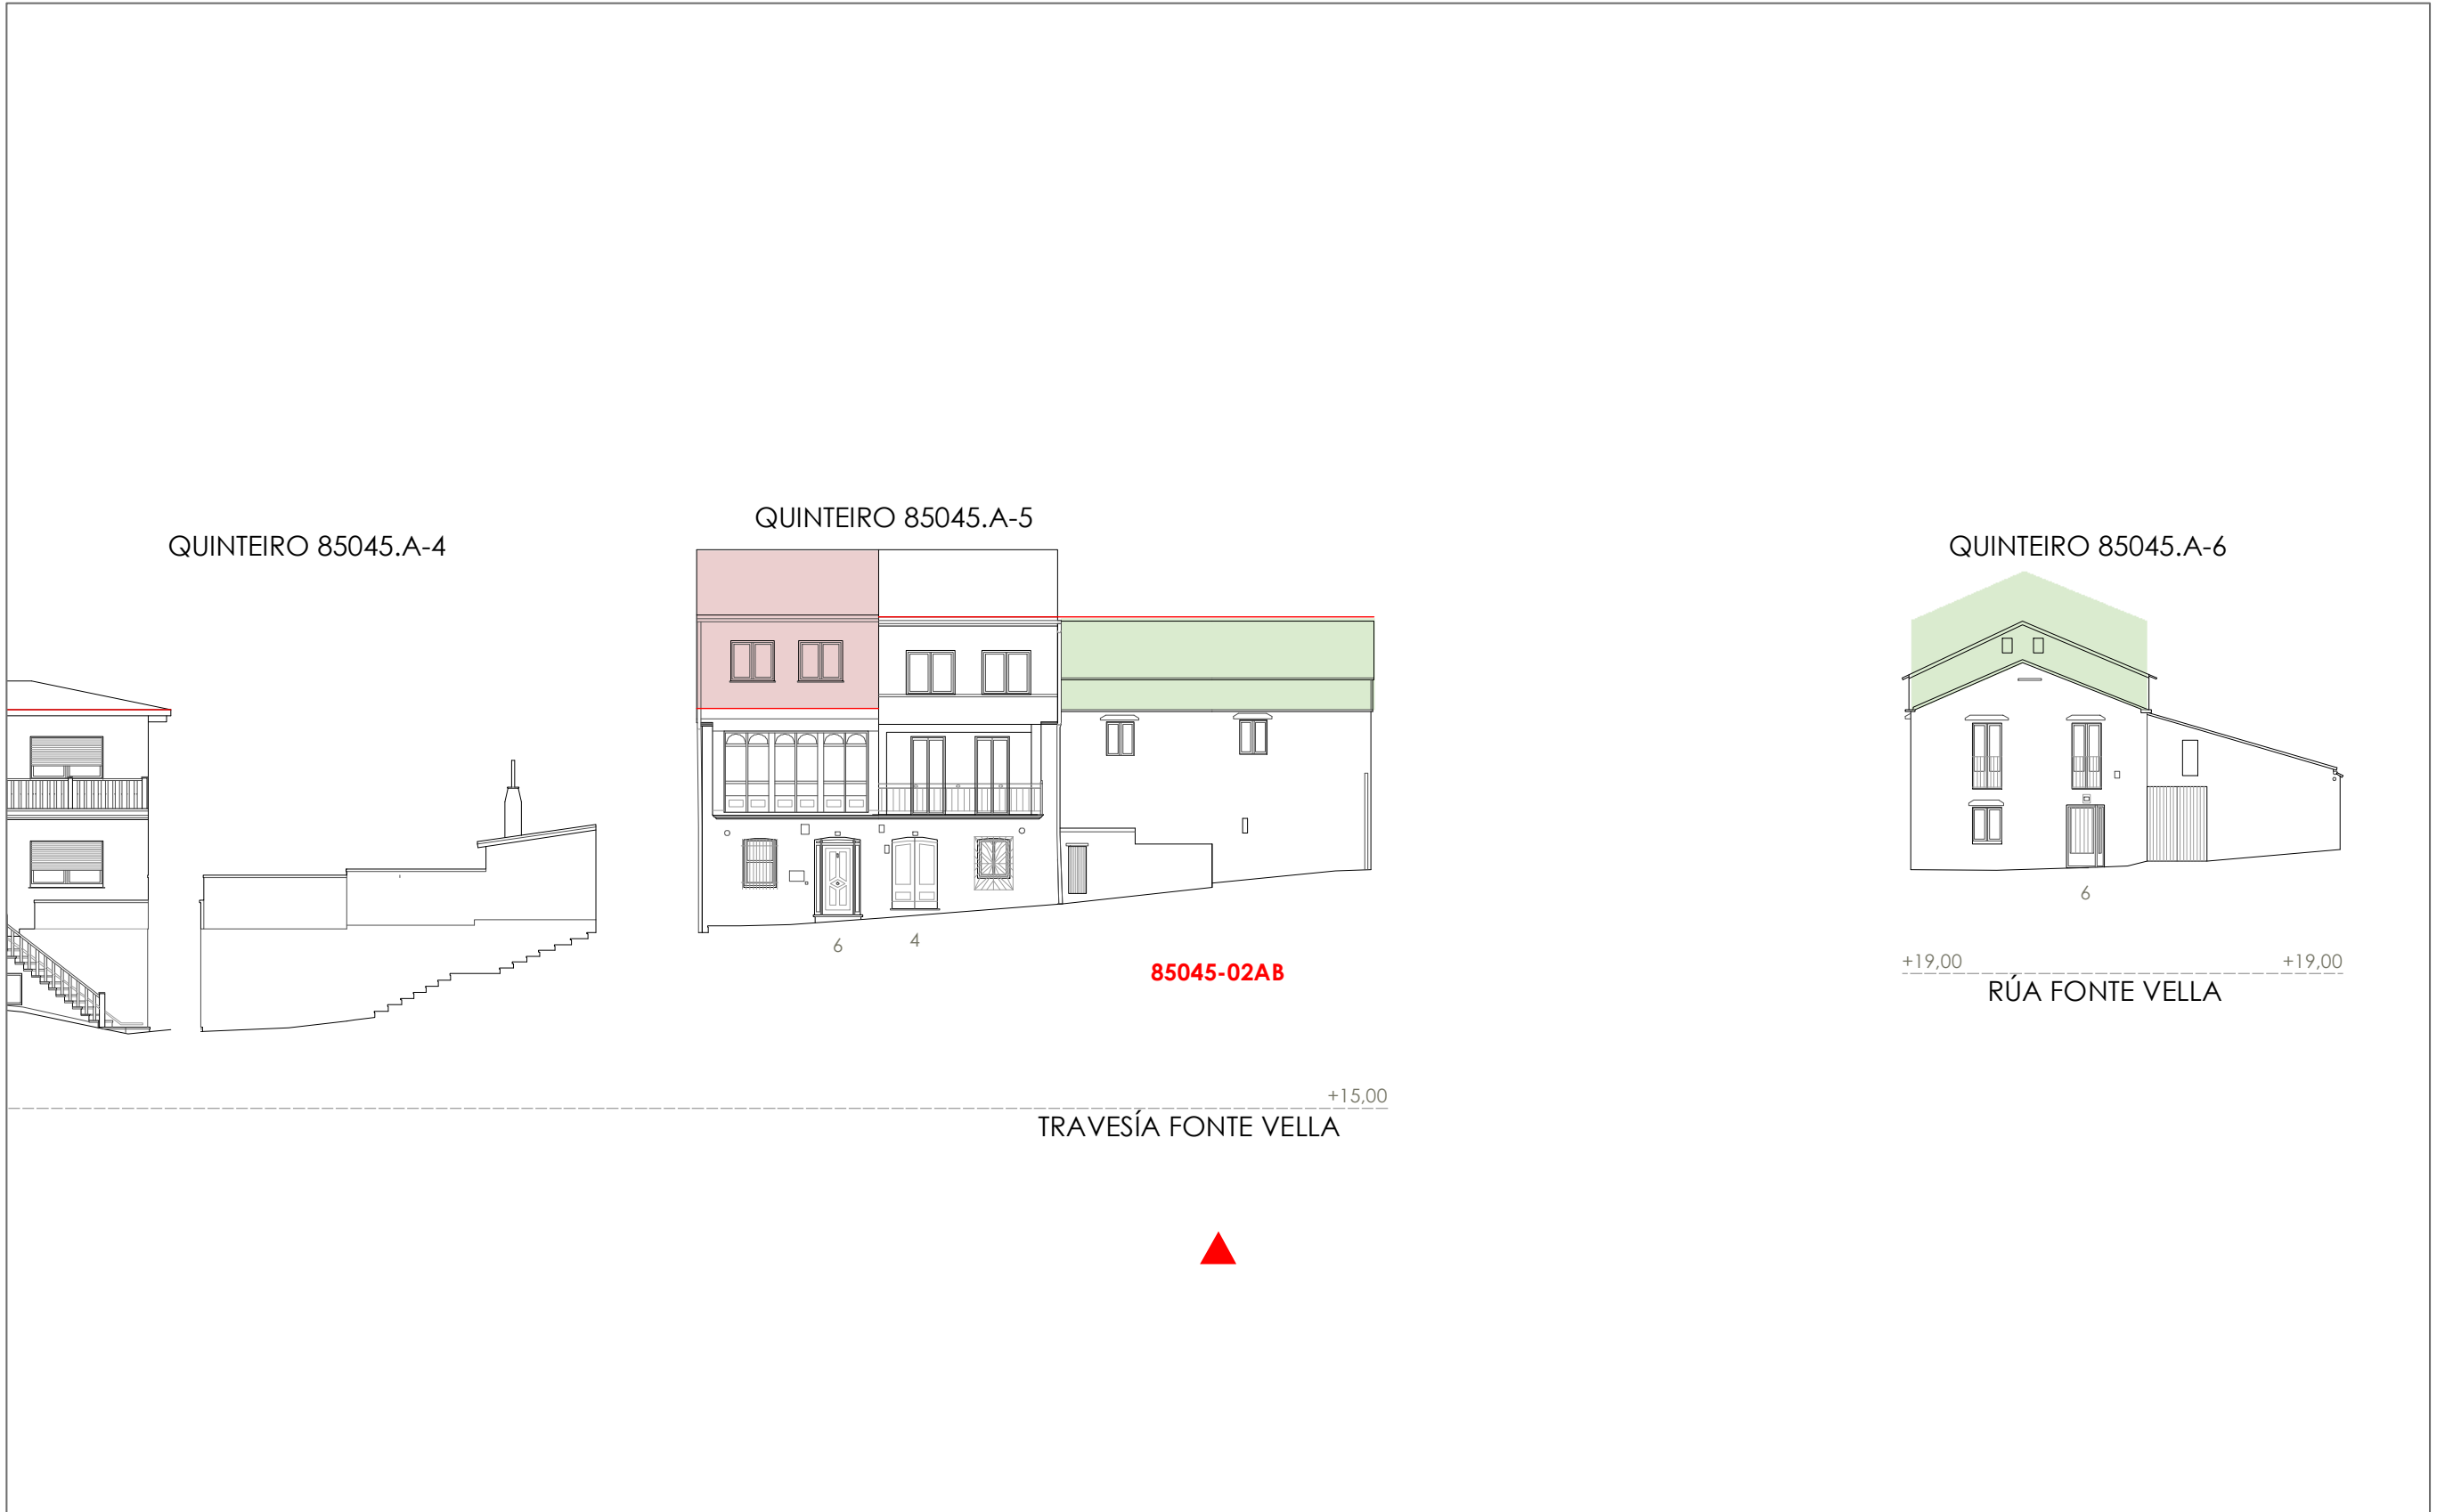 QUINTEIRO 85045.A-4
QUINTEIRO 85045.A-5
QUINTEIRO 85045.A-6
6
4
85045-02AB
6
+19,00
+19,00
RÚA FONTE VELLA
+15,00
TRAVESÍA FONTE VELLA